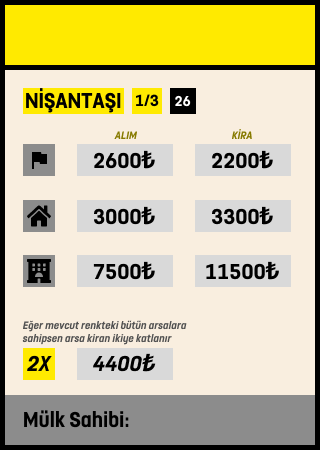 NİŞANTAŞI 1/3 26
ALIM KİRA
2600₺ 2200₺
3000₺ 3300₺
7500₺ 11500₺
Eğer mevcut renkteki bütün arsalara
sahipsen arsa kiran ikiye katlanır
2X 4400₺
Mülk Sahibi: